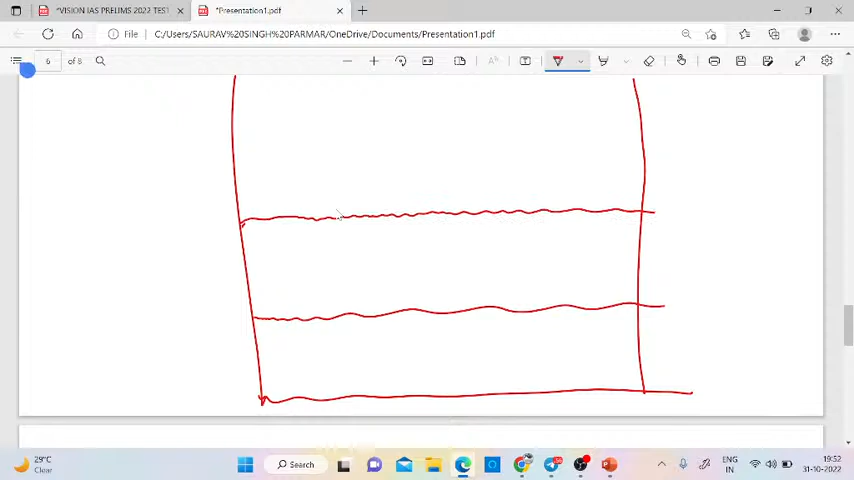 *VISION IAS PRELIMS 2022 TEST
*Presentation1.pdf
File
C:/Users/SAURAV%20SINGH%20PARMAR/OneDrive/Documents/Presentation1.pdf
6 of 8
29°C
Clear
Search
ENG
IN
19:52
31-10-2022